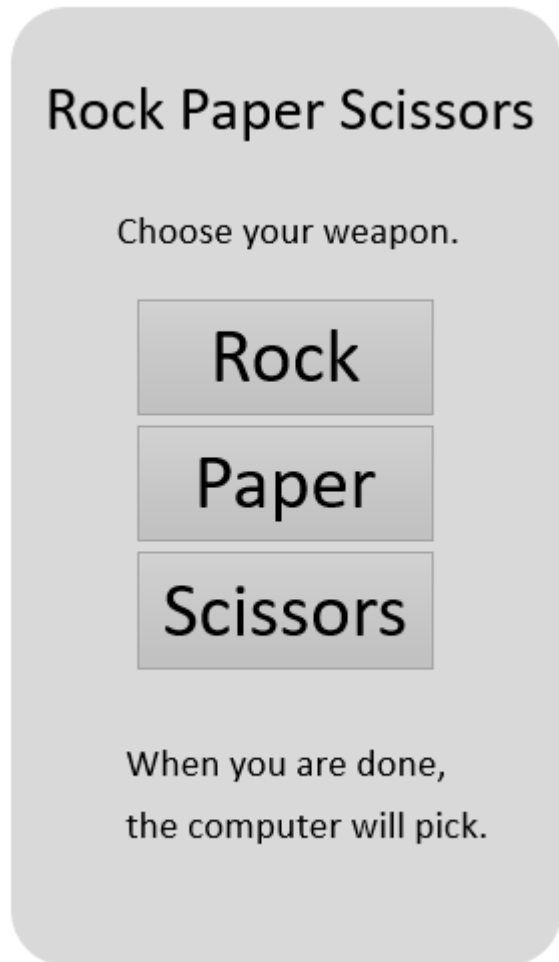 Rock Paper Scissors
Choose your weapon.
Rock
Paper
Scissors
When you are done,
the computer will pick.